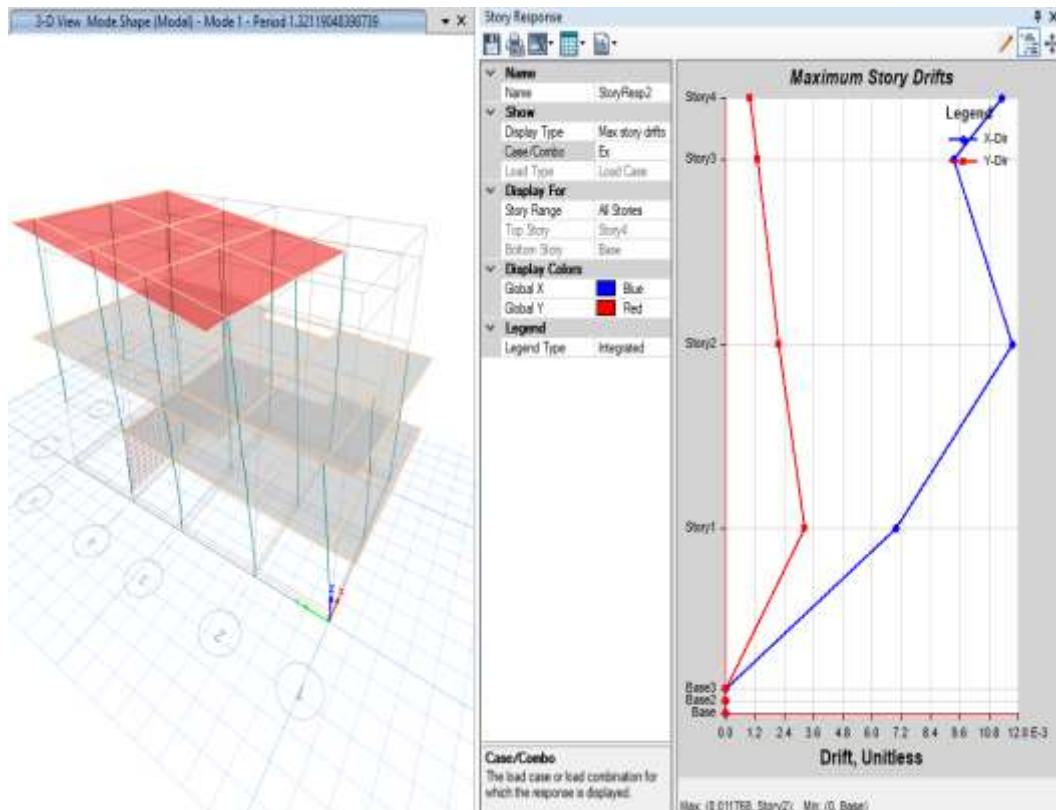 3-D View Mode Shape (Modal) - Mode 1 - Period 1.32119048390739
Story Response
Name
Name StoryResp2
Show
Display Type Max story drifts
Case/Combo Ex
Load Type Load Case
Display For
Story Range All Stories
Top Story Story4
Bottom Story Base
Display Colors
Global X Blue
Global Y Red
Legend
Legend Type Integrated
Case/Combo
The load case or load combination for
which the response is displayed.
Maximum Story Drifts
Legend
X-Dir
Y-Dir
Story4
Story3
Story2
Story1
Base3
Base2
Base
0.0 1.2 2.4 3.6 4.8 6.0 7.2 8.4 9.6 10.8 12.0 E-3
Drift, Unitless
Max: (0.011768, Story2); Min: (0, Base)